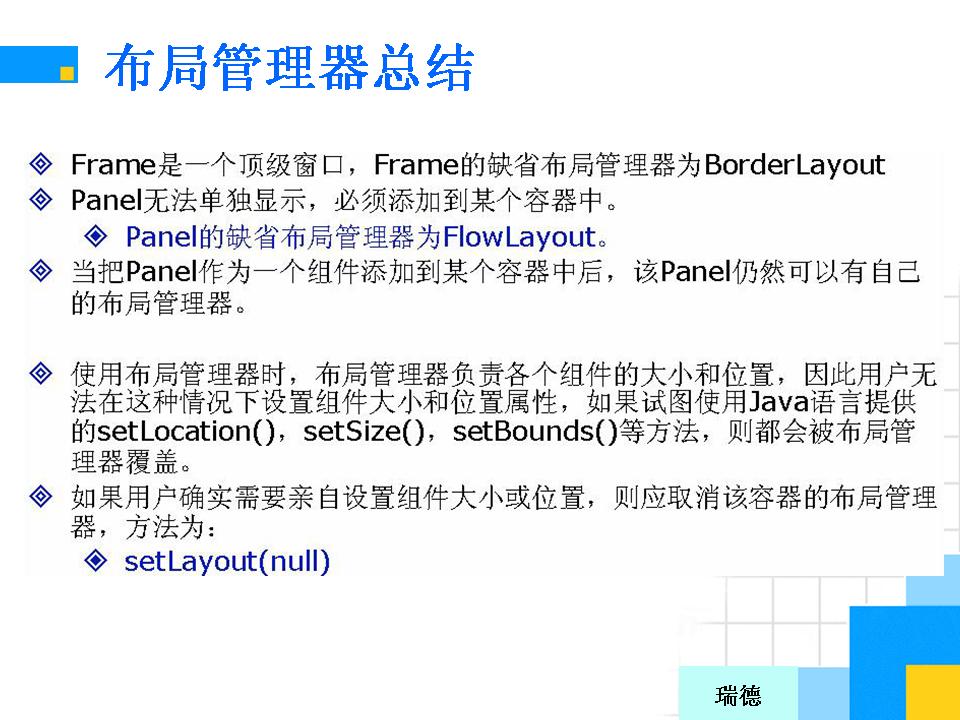 布局管理器总结
Frame是一个顶级窗口，Frame的缺省布局管理器为BorderLayout
Panel无法单独显示，必须添加到某个容器中。
Panel的缺省布局管理器为FlowLayout。
当把Panel作为一个组件添加到某个容器中后，该Panel仍然可以有自己
的布局管理器。
使用布局管理器时，布局管理器负责各个组件的大小和位置，因此用户无
法在这种情况下设置组件大小和位置属性，如果试图使用Java语言提供
的setLocation()，setSize()，setBounds()等方法，则都会被布局管
理器覆盖。
如果用户确实需要亲自设置组件大小或位置，则应取消该容器的布局管理
器，方法为：
setLayout(null)
瑞德